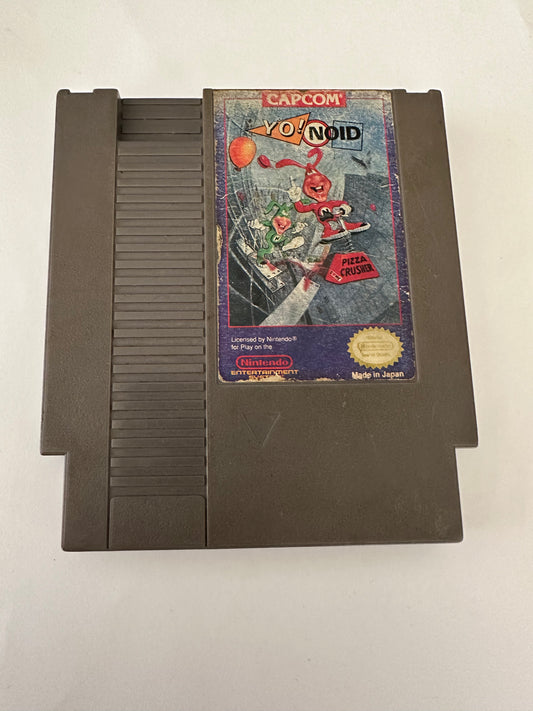 CAPCOM®
YO! NOID
PIZZA
CRUSHER
Licensed by Nintendo®
for Play on the
Nintendo
ENTERTAINMENT
Made in Japan